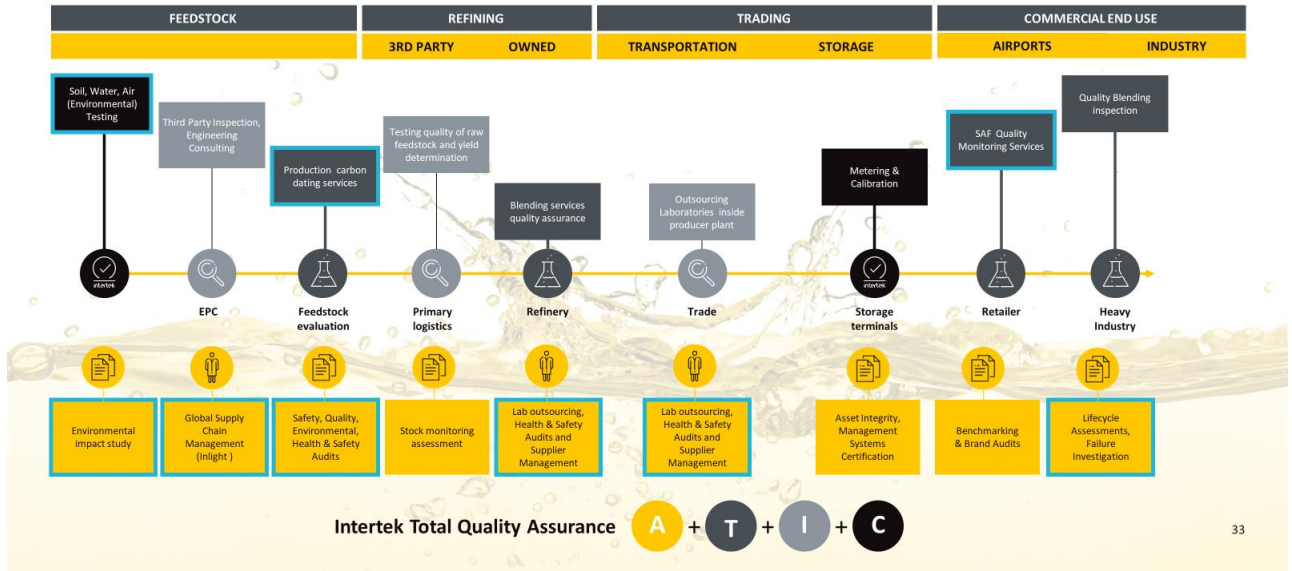 FEEDSTOCK
REFINING
TRADING
COMMERCIAL END USE
3RD PARTY
OWNED
TRANSPORTATION
STORAGE
AIRPORTS
INDUSTRY
Soil, Water, Air
(Environmental)
Testing
Third Party Inspection,
Engineering
Consulting
Production carbon
dating services
Testing quality of raw
feedstock and yield
determination
Blending services
quality assurance
Outsourcing
Laboratories inside
producer plant
Metering &
Calibration
SAF Quality
Monitoring Services
Quality Blending
inspection
intertek
EPC
Feedstock
evaluation
Primary
logistics
Refinery
Trade
intertek
Storage
terminals
Retailer
Heavy
Industry
Environmental
impact study
Global Supply
Chain
Management
(Inlight )
Safety, Quality,
Environmental,
Health & Safety
Audits
Stock monitoring
assessment
Lab outsourcing,
Health & Safety
Audits and
Supplier
Management
Lab outsourcing,
Health & Safety
Audits and
Supplier
Management
Asset Integrity,
Management
Systems
Certification
Benchmarking
& Brand Audits
Lifecycle
Assessments,
Failure
Investigation
Intertek Total Quality Assurance A + T + I + C
33